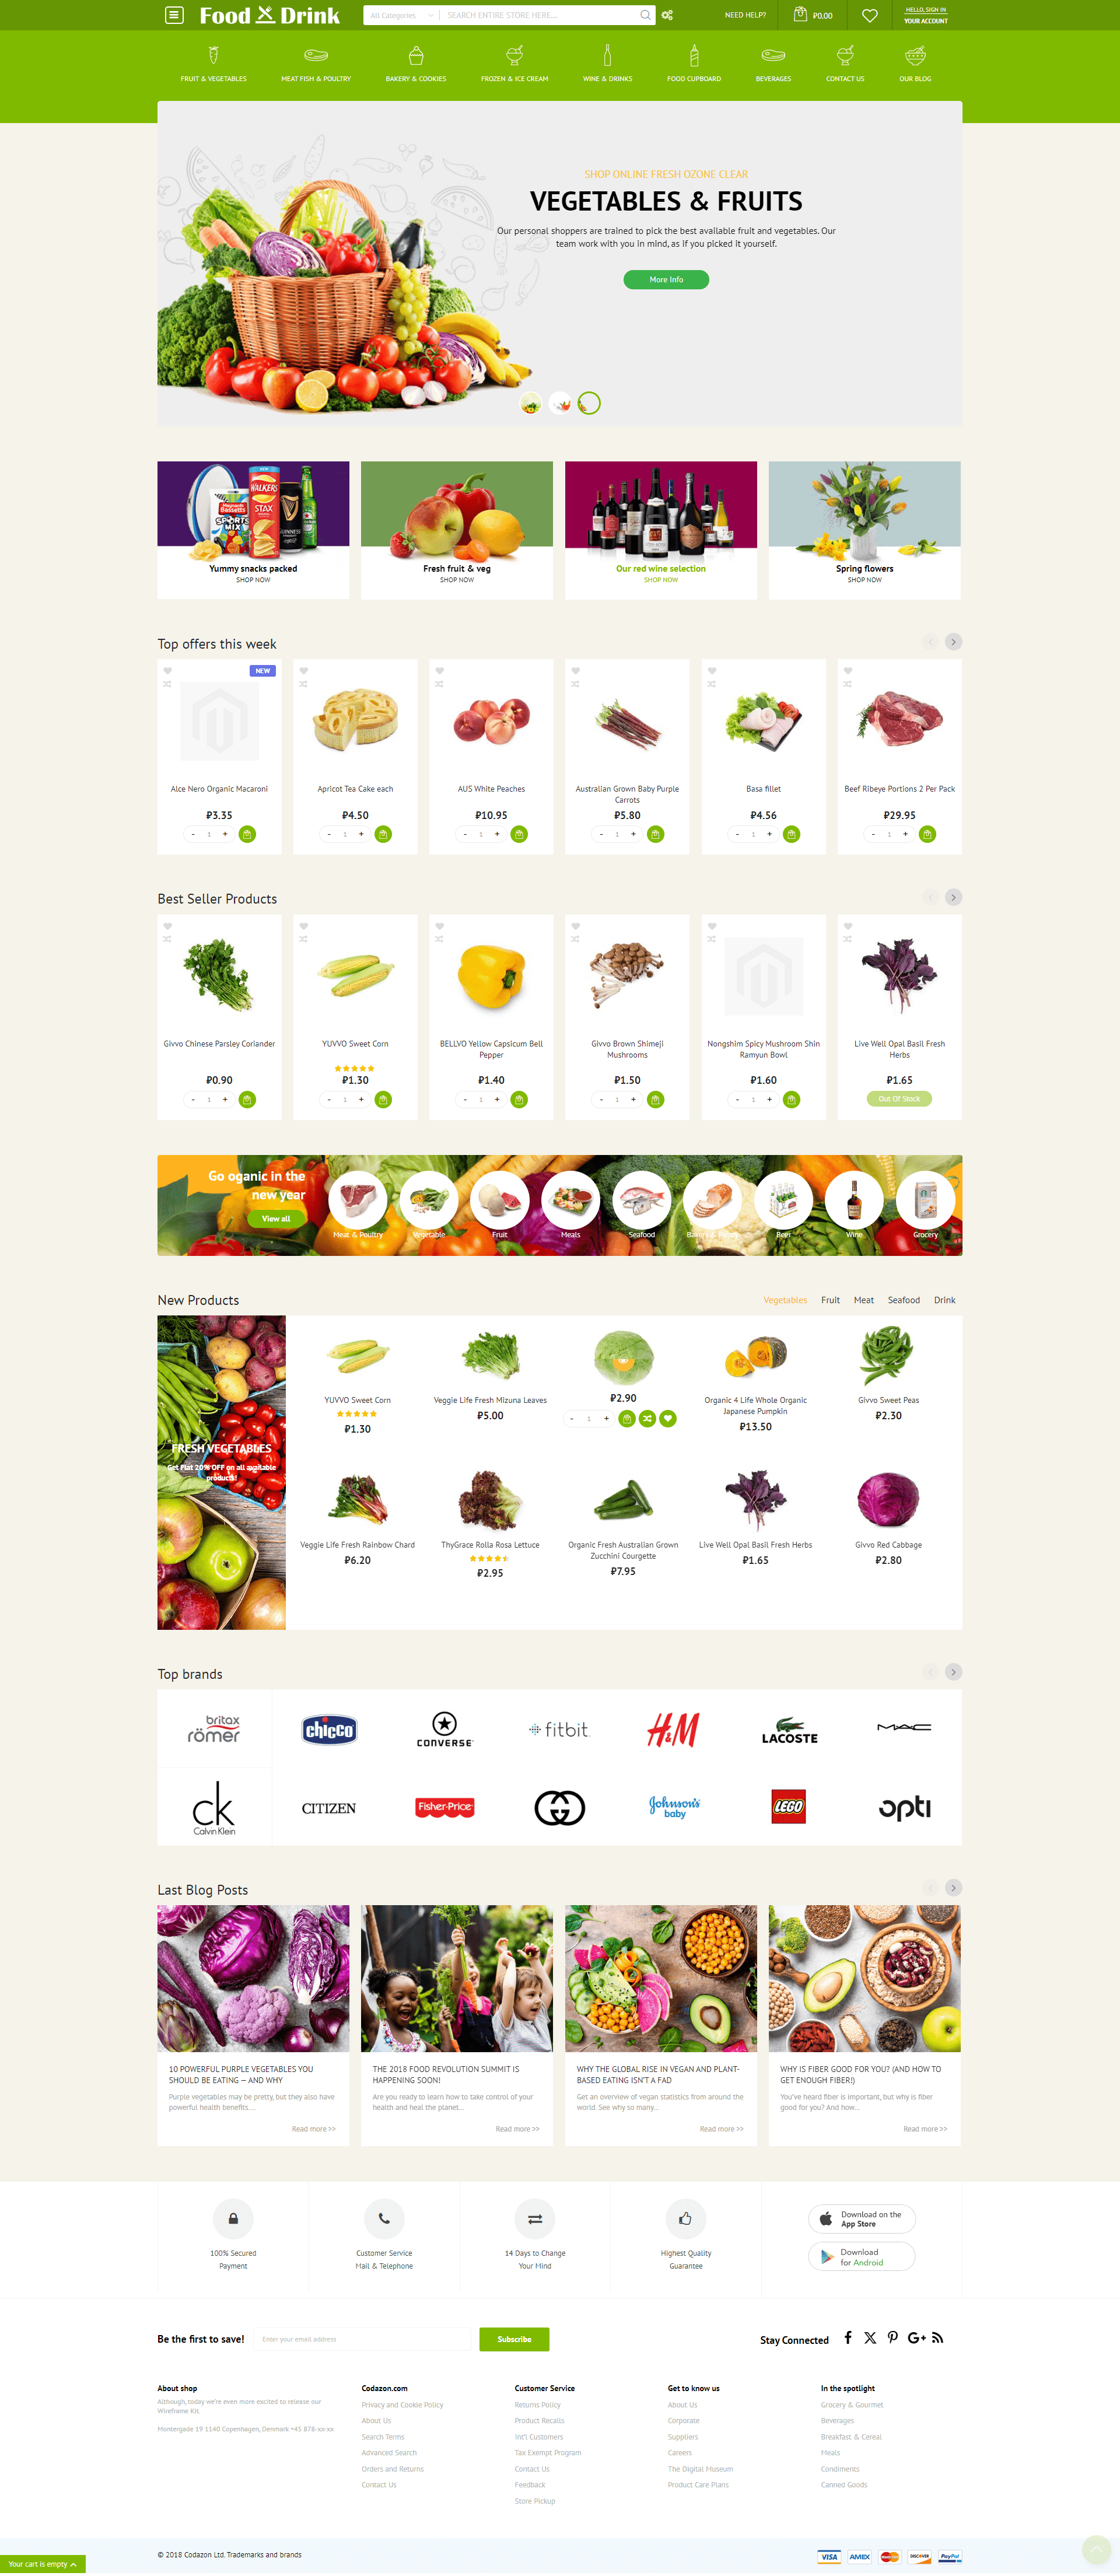 Food Drink
All Categories
SEARCH ENTIRE STORE HERE...
NEED HELP?
₽0.00
HELLO, SIGN IN
YOUR ACCOUNT
FRUIT & VEGETABLES
MEAT FISH & POULTRY
BAKERY & COOKIES
FROZEN & ICE CREAM
WINE & DRINKS
FOOD CUPBOARD
BEVERAGES
CONTACT US
OUR BLOG
SHOP ONLINE FRESH OZONE CLEAR
VEGETABLES & FRUITS
Our personal shoppers are trained to pick the best available fruit and vegetables. Our
team work with you in mind, as if you picked it yourself.
More Info
Maynards
Bassetts
SPORTS
MIX
NEW
WALKERS
STAX
GUINNESS
Yummy snacks packed
SHOP NOW
Fresh fruit & veg
SHOP NOW
Our red wine selection
SHOP NOW
Spring flowers
SHOP NOW
Top offers this week
NEW
Alce Nero Organic Macaroni
₽3.35
- 1 +
Apricot Tea Cake each
₽4.50
- 1 +
AUS White Peaches
₽10.95
- 1 +
Australian Grown Baby Purple
Carrots
₽5.80
- 1 +
Basa fillet
₽4.56
- 1 +
Beef Ribeye Portions 2 Per Pack
₽29.95
- 1 +
Best Seller Products
Givvo Chinese Parsley Coriander
₽0.90
- 1 +
YUVVO Sweet Corn
₽1.30
- 1 +
BELLVO Yellow Capsicum Bell
Pepper
₽1.40
- 1 +
Givvo Brown Shimeji
Mushrooms
₽1.50
- 1 +
Nongshim Spicy Mushroom Shin
Ramyun Bowl
₽1.60
- 1 +
Live Well Opal Basil Fresh
Herbs
₽1.65
Out Of Stock
Go oganic in the
new year
View all
Meat & Poultry
Vegetable
Fruit
Meals
Seafood
Beer
Wine
Grocery
New Products
Vegetables
Fruit
Meat
Seafood
Drink
FRESH VEGETABLES
Get Flat 20% OFF on all available
products!
YUVVO Sweet Corn
₽1.30
Veggie Life Fresh Mizuna Leaves
₽5.00
₽2.90
- 1 +
Organic 4 Life Whole Organic
Japanese Pumpkin
₽13.50
Givvo Sweet Peas
₽2.30
Veggie Life Fresh Rainbow Chard
₽6.20
ThyGrace Rolla Rosa Lettuce
₽2.95
Organic Fresh Australian Grown
Zucchini Courgette
₽7.95
Live Well Opal Basil Fresh Herbs
₽1.65
Givvo Red Cabbage
₽2.80
Top brands
britax
römer
chicco
CONVERSE
fitbit
H&M
LACOSTE
MAC
ck
Calvin Klein
CITIZEN
Fisher-Price
Johnson's
baby
LEGO
opti
Last Blog Posts
10 POWERFUL PURPLE VEGETABLES YOU
SHOULD BE EATING — AND WHY
Purple vegetables may be pretty, but they also have
powerful health benefits....
Read more >>
THE 2018 FOOD REVOLUTION SUMMIT IS
HAPPENING SOON!
Are you ready to learn how to take control of your
health and heal the planet...
Read more >>
WHY THE GLOBAL RISE IN VEGAN AND PLANT-
BASED EATING ISN'T A FAD
Get an overview of vegan statistics from around the
world. See why so many...
Read more >>
WHY IS FIBER GOOD FOR YOU? (AND HOW TO
GET ENOUGH FIBER!)
You've heard fiber is important, but why is fiber
good for you? And how...
Read more >>
100% Secured
Payment
Customer Service
Mail & Telephone
14 Days to Change
Your Mind
Highest Quality
Guarantee
Download on the
App Store
Download
for Android
Be the first to save!
Enter your email address
Subscribe
Stay Connected
About shop
Although, today we're even more excited to release our
Wireframe Kit.
Montergade 19 1140 Copenhagen, Denmark +45 878-xx-xx
Codazon.com
Privacy and Cookie Policy
About Us
Search Terms
Advanced Search
Orders and Returns
Contact Us
Customer Service
Returns Policy
Product Recalls
Int'l Customers
Tax Exempt Program
Contact Us
Feedback
Store Pickup
Get to know us
About Us
Corporate
Suppliers
Careers
The Digital Museum
Product Care Plans
In the spotlight
Grocery & Gourmet
Beverages
Breakfast & Cereal
Meals
Condiments
Canned Goods
© 2018 Codazon Ltd. Trademarks and brands
VISA
AMEX
DISCOVER
PayPal
Your cart is empty